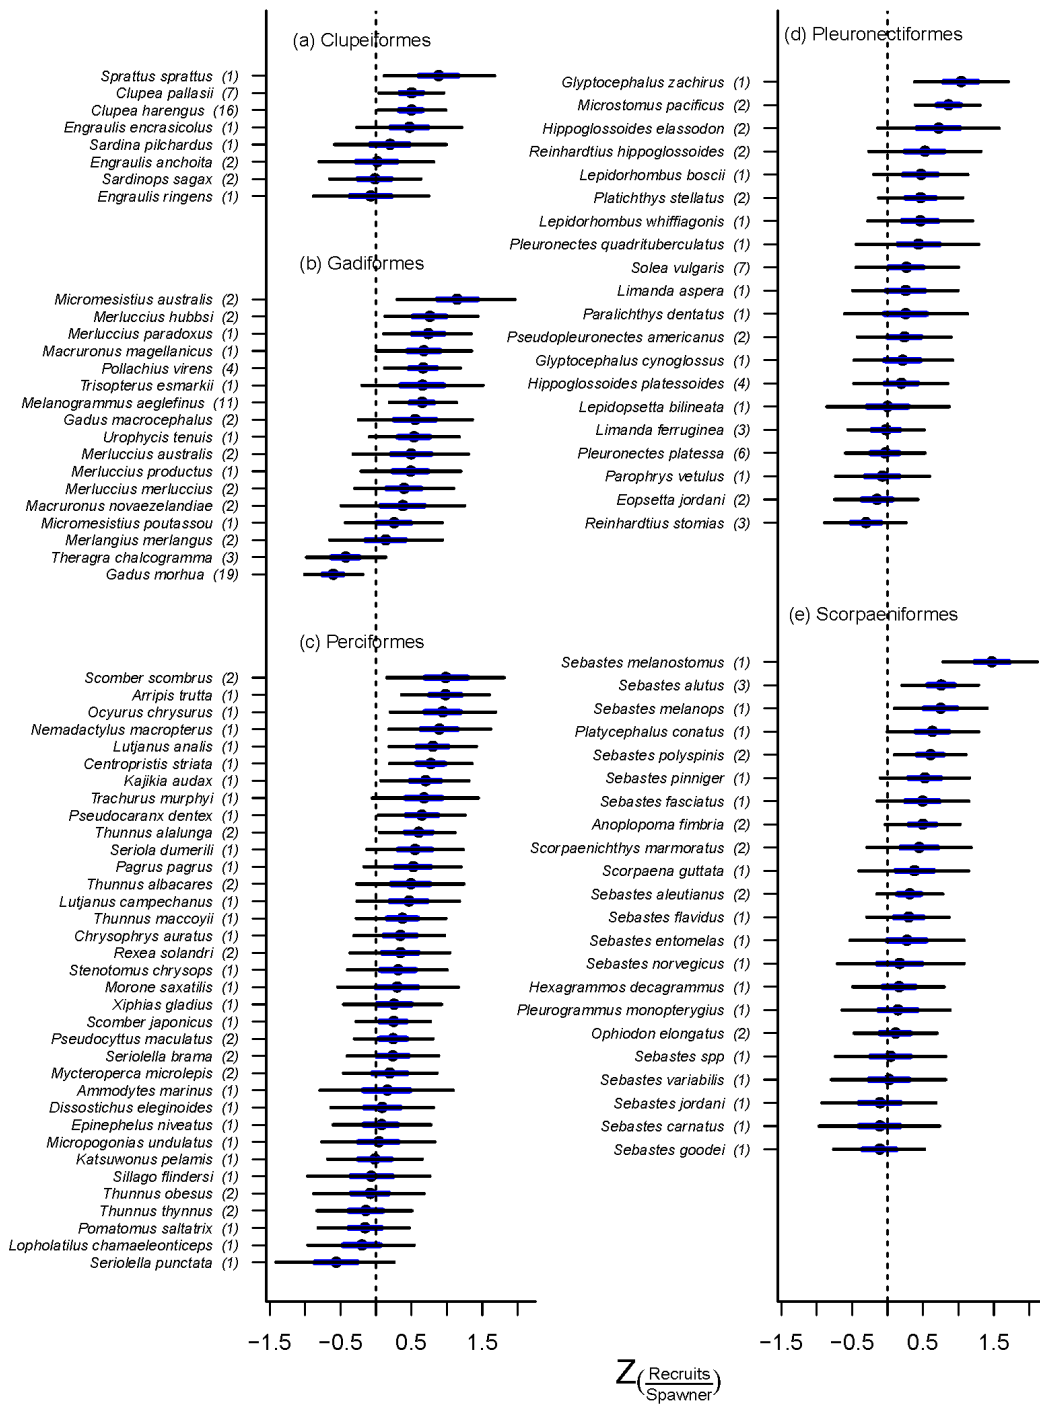 (a) Clupeiformes
Sprattus sprattus (1)
Clupea pallasii (7)
Clupea harengus (16)
Engraulis encrasicolus (1)
Sardina pilchardus (1)
Engraulis anchoita (2)
Sardinops sagax (2)
Engraulis ringens (1)
(b) Gadiformes
Micromesistius australis (2)
Merluccius hubbsi (2)
Merluccius paradoxus (1)
Macruronus magellanicus (1)
Pollachius virens (4)
Trisopterus esmarkii (1)
Melanogrammus aeglefinus (11)
Gadus macrocephalus (2)
Urophycis tenuis (1)
Merluccius australis (2)
Merluccius productus (1)
Merluccius merluccius (2)
Macruronus novaezelandiae (2)
Micromesistius poutassou (1)
Merlangius merlangus (2)
Theragra chalcogramma (3)
Gadus morhua (19)
(c) Perciformes
Scomber scombrus (2)
Arripis trutta (1)
Ocyurus chrysurus (1)
Nemadactylus macropterus (1)
Lutjanus analis (1)
Centropristis striata (1)
Kajikia audax (1)
Trachurus murphyi (1)
Pseudocaranx dentex (1)
Thunnus alalunga (2)
Seriola dumerili (1)
Pagrus pagrus (1)
Thunnus albacares (2)
Lutjanus campechanus (1)
Thunnus maccoyii (1)
Chrysophrys auratus (1)
Rexea solandri (2)
Stenotomus chrysops (1)
Morone saxatilis (1)
Xiphias gladius (1)
Scomber japonicus (1)
Pseudocyttus maculatus (2)
Seriolella brama (2)
Mycteroperca microlepis (2)
Ammodytes marinus (1)
Dissostichus eleginoides (1)
Epinephelus niveatus (1)
Micropogonias undulatus (1)
Katsuwonus pelamis (1)
Sillago flindersi (1)
Thunnus obesus (2)
Thunnus thynnus (2)
Pomatomus saltatrix (1)
Lopholatilus chamaeleonticeps (1)
Seriolella punctata (1)
−1.5 −0.5 0.5 1.5
(d) Pleuronectiformes
Glyptocephalus zachirus (1)
Microstomus pacificus (2)
Hippoglossoides elassodon (2)
Reinhardtius hippoglossoides (2)
Lepidorhombus boscii (1)
Platichthys stellatus (2)
Lepidorhombus whiffiagonis (1)
Pleuronectes quadrituberculatus (1)
Solea vulgaris (7)
Limanda aspera (1)
Paralichthys dentatus (1)
Pseudopleuronectes americanus (2)
Glyptocephalus cynoglossus (1)
Hippoglossoides platessoides (4)
Lepidopsetta bilineata (1)
Limanda ferruginea (3)
Pleuronectes platessa (6)
Parophrys vetulus (1)
Eopsetta jordani (2)
Reinhardtius stomias (3)
(e) Scorpaeniformes
Sebastes melanostomus (1)
Sebastes alutus (3)
Sebastes melanops (1)
Platycephalus conatus (1)
Sebastes polyspinis (2)
Sebastes pinniger (1)
Sebastes fasciatus (1)
Anoplopoma fimbria (2)
Scorpaenichthys marmoratus (2)
Scorpaena guttata (1)
Sebastes aleutianus (2)
Sebastes flavidus (1)
Sebastes entomelas (1)
Sebastes norvegicus (1)
Hexagrammos decagrammus (1)
Pleurogrammus monopterygius (1)
Ophiodon elongatus (2)
Sebastes spp (1)
Sebastes variabilis (1)
Sebastes jordani (1)
Sebastes carnatus (1)
Sebastes goodei (1)
−1.5 −0.5 0.5 1.5
Z(Recruits
Spawner)